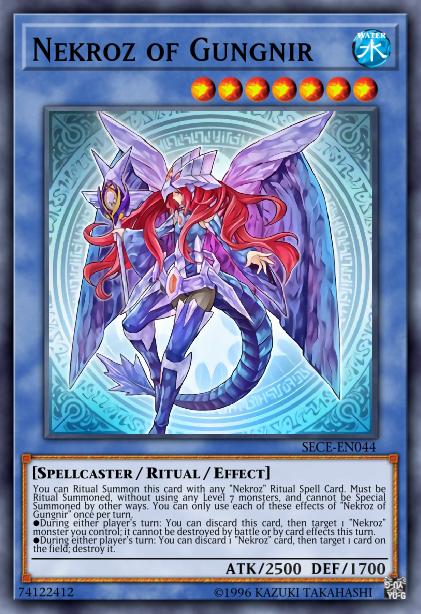 Nekroz of Gungnir
WATER
水
SECE-EN044
[Spellcaster / Ritual / Effect]
You can Ritual Summon this card with any "Nekroz" Ritual Spell Card. Must be
Ritual Summoned, without using any Level 7 monsters, and cannot be Special
Summoned by other ways. You can only use each of these effects of "Nekroz of
Gungnir" once per turn.
●During either player's turn: You can discard this card, then target 1 "Nekroz"
monster you control; it cannot be destroyed by battle or by card effects this turn.
●During either player's turn: You can discard 1 "Nekroz" card, then target 1 card on
the field; destroy it.
ATK/2500 DEF/1700
74122412
©1996 KAZUKI TAKAHASHI